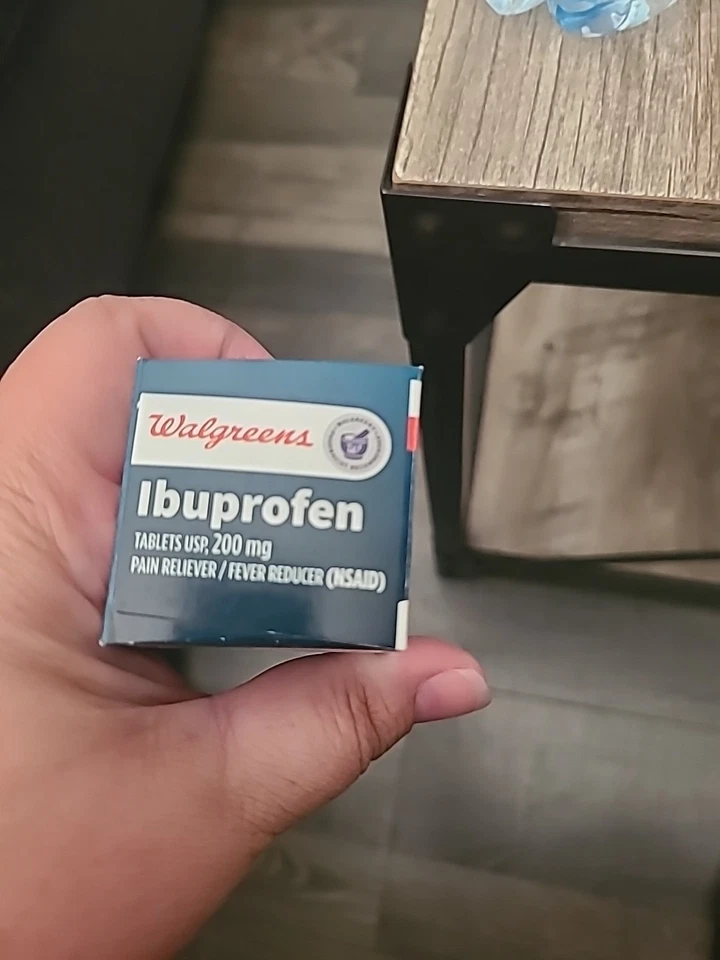 Walgreens
Ibuprofen
TABLETS USP, 200 mg
PAIN RELIEVER / FEVER REDUCER (NSAID)